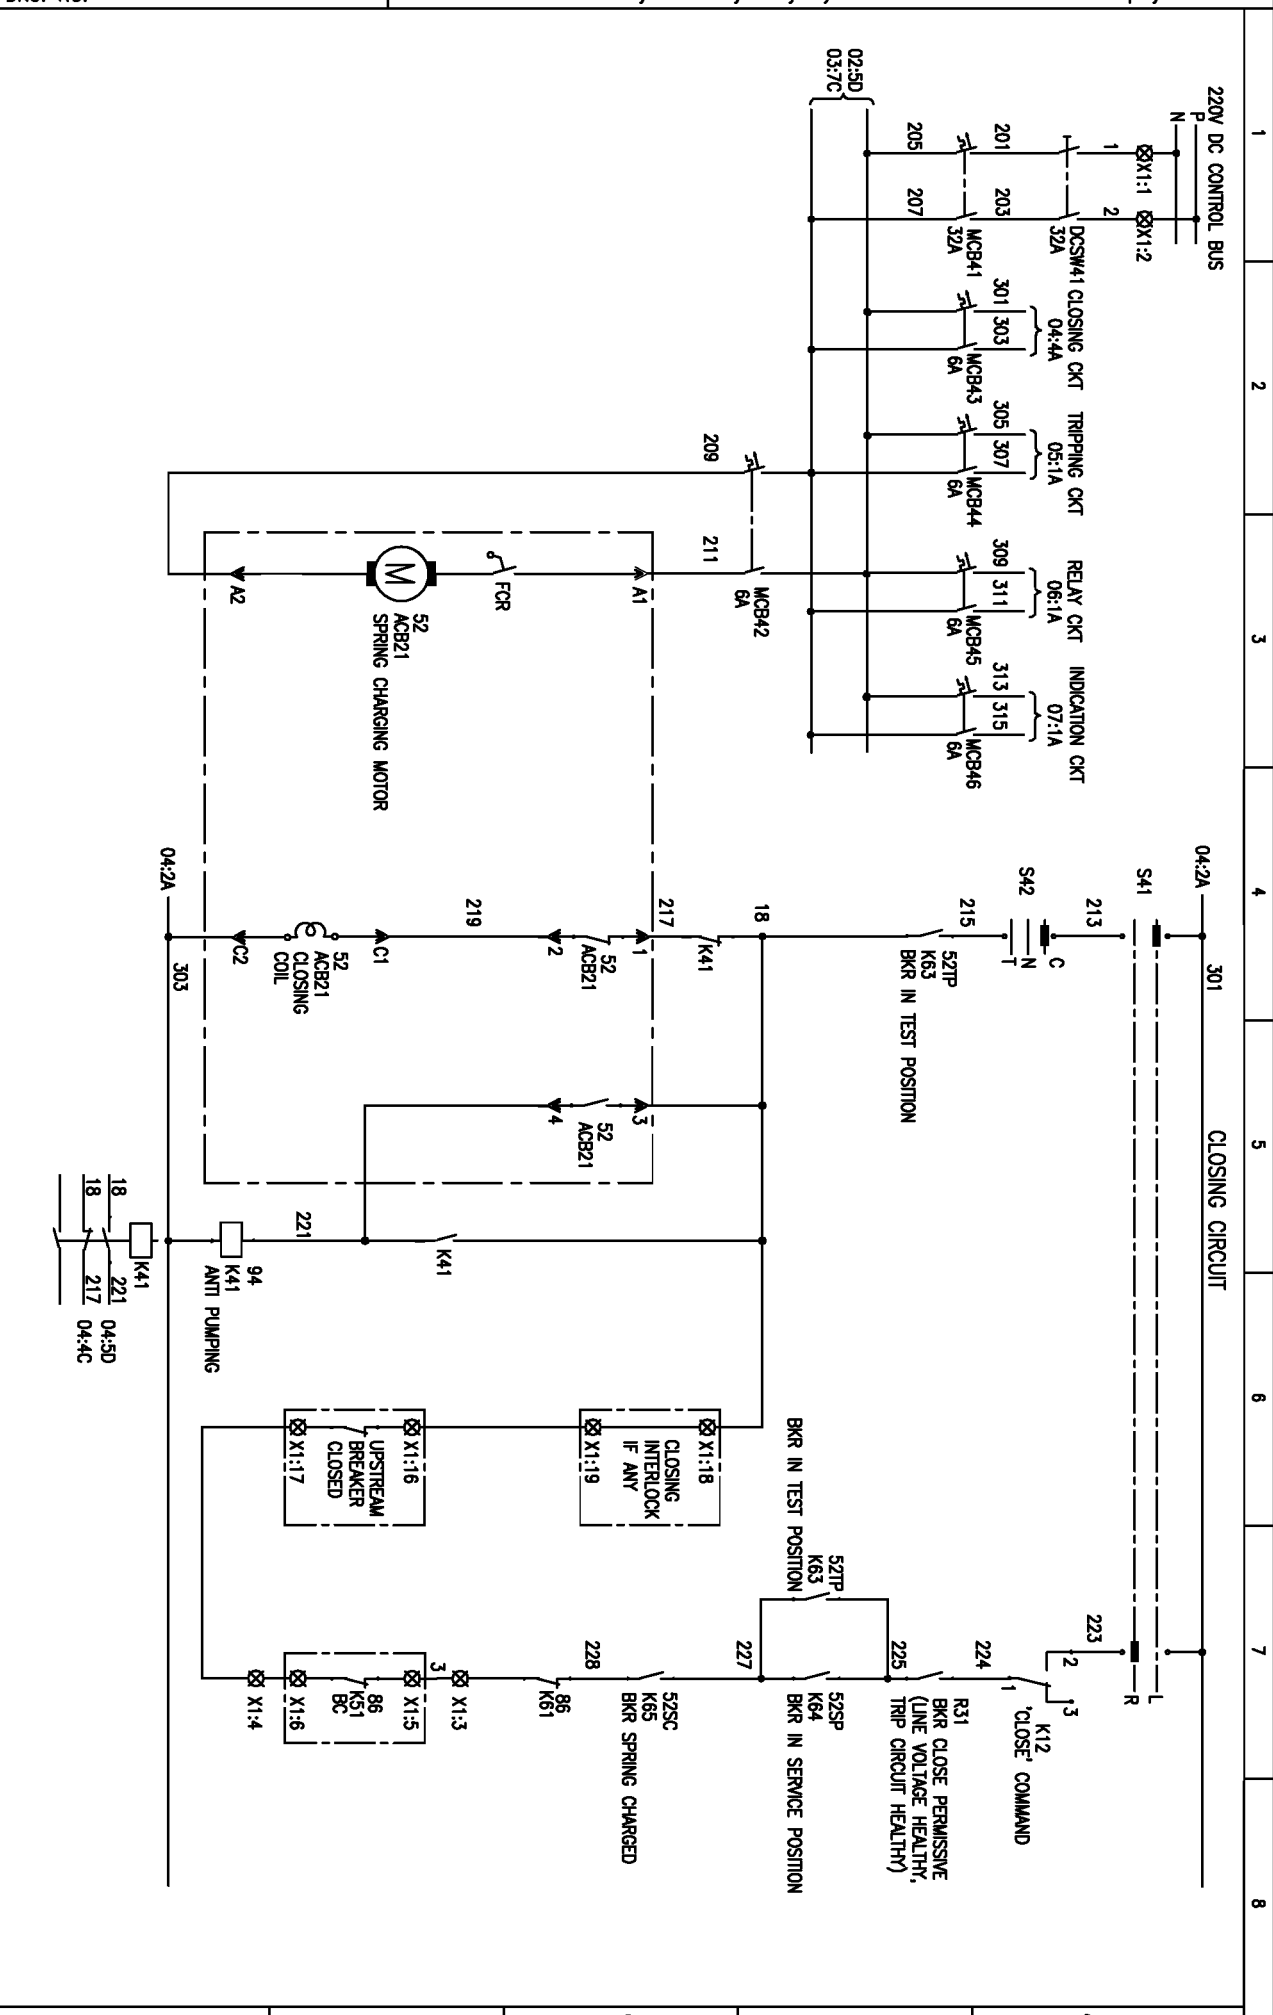 1
2
3
4
5
6
7
8
220V DC CONTROL BUS
P
N
X1:1
X1:2
1
2
DCSW41
32A
201
203
MCB41
32A
205
207
02:5D
03:7C
CLOSING CKT
04:4A
301
303
MCB43
6A
TRIPPING CKT
05:1A
305
307
MCB44
6A
RELAY CKT
06:1A
309
311
MCB45
6A
INDICATION CKT
07:1A
313
315
MCB46
6A
MCB42
6A
209
211
A1
FCR
M
52
ACB21
SPRING CHARGING MOTOR
A2
CLOSING CIRCUIT
04:2A
301
S41
L
R
213
S42
C
N
T
215
52TP
K63
BKR IN TEST POSITION
18
K41
217
1
52
ACB21
2
219
C1
52
ACB21
CLOSING
COIL
C2
04:2A
303
3
52
ACB21
4
K41
221
94
K41
ANTI PUMPING
K41
18
221
04:5D
18
217
04:4C
X1:18
CLOSING
INTERLOCK
IF ANY
X1:19
X1:16
UPSTREAM
BREAKER
CLOSED
X1:17
223
2
3
1
K12
'CLOSE' COMMAND
224
R31
BKR CLOSE PERMISSIVE
(LINE VOLTAGE HEALTHY,
TRIP CIRCUIT HEALTHY)
225
52TP
K63
BKR IN TEST POSITION
52SP
K64
BKR IN SERVICE POSITION
227
52SC
K65
BKR SPRING CHARGED
228
86
K61
X1:3
3
X1:5
86
K51
BC
X1:6
X1:4